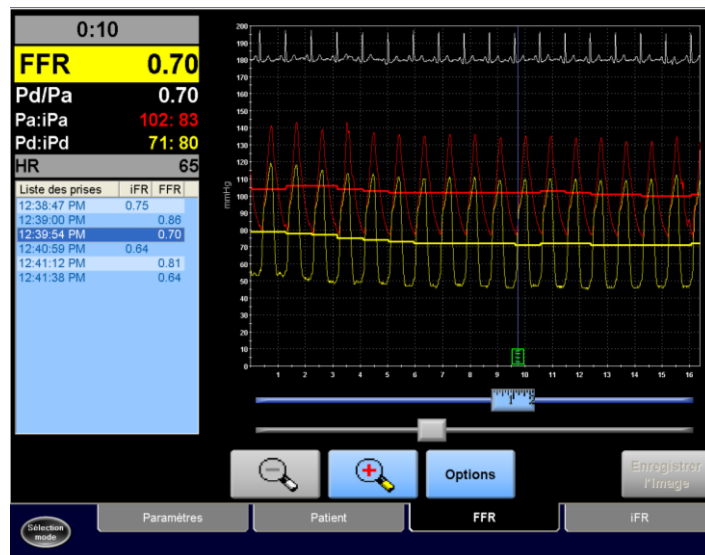 0:10
FFR 0.70
Pd/Pa 0.70
Pa:iPa 102: 83
Pd:iPd 71: 80
HR 65
Liste des prises iFR FFR
12:38:47 PM 0.75
12:39:00 PM 0.86
12:39:54 PM 0.70
12:40:59 PM 0.64
12:41:12 PM 0.81
12:41:38 PM 0.64
mmHg
200
190
180
170
160
150
140
130
120
110
100
90
80
70
60
50
40
30
20
10
0
1 2 3 4 5 6 7 8 9 10 11 12 13 14 15 16
1 2
Options
Enregistrer
l'Image
Sélection
mode
Paramètres Patient FFR iFR